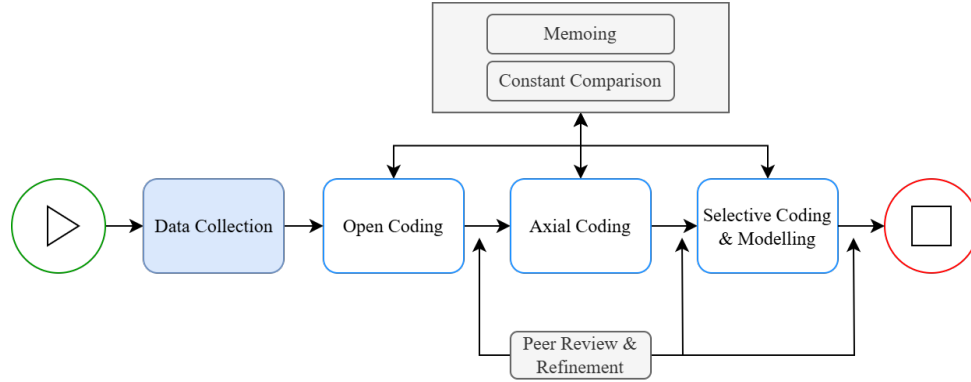 Memoing
Constant Comparison
Data Collection
Open Coding
Axial Coding
Selective Coding
& Modelling
Peer Review &
Refinement